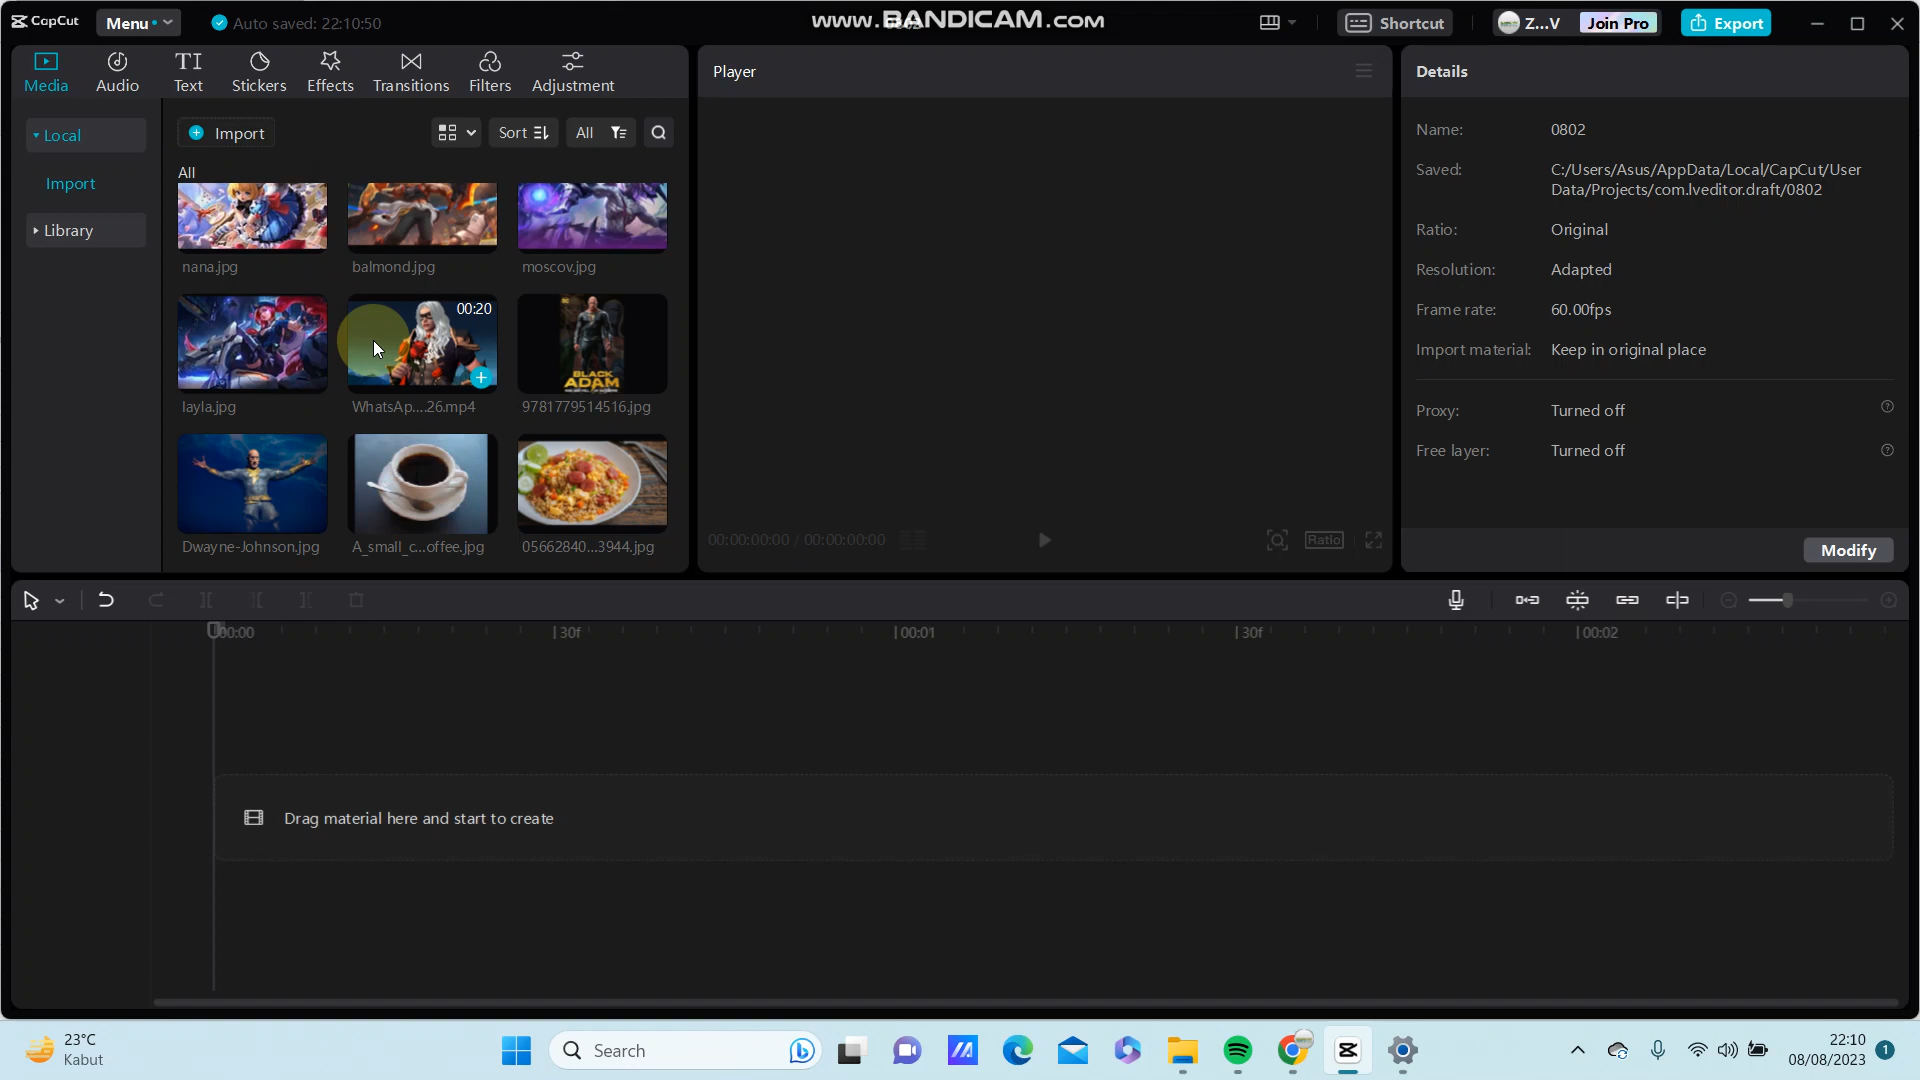 CapCut
Menu
Auto saved: 22:10:50
www.BANDICAM.com
Shortcut
Z...V
Join Pro
Export
Media
Audio
Text
Stickers
Effects
Transitions
Filters
Adjustment
Player
Details
Local
Import
Library
Import
Sort
All
All
nana.jpg
balmond.jpg
moscov.jpg
00:20
BLACK
ADAM
layla.jpg
WhatsAp....26.mp4
9781779514516.jpg
Dwayne-Johnson.jpg
A_small_c...offee.jpg
05662840...3944.jpg
00:00:00:00 / 00:00:00:00
Ratio
Name:
0802
Saved:
C:/Users/Asus/AppData/Local/CapCut/User
Data/Projects/com.lveditor.draft/0802
Ratio:
Original
Resolution:
Adapted
Frame rate:
60.00fps
Import material:
Keep in original place
Proxy:
Turned off
Free layer:
Turned off
Modify
00:00
30f
00:01
30f
00:02
Drag material here and start to create
23°C
Kabut
Search
22:10
08/08/2023
1